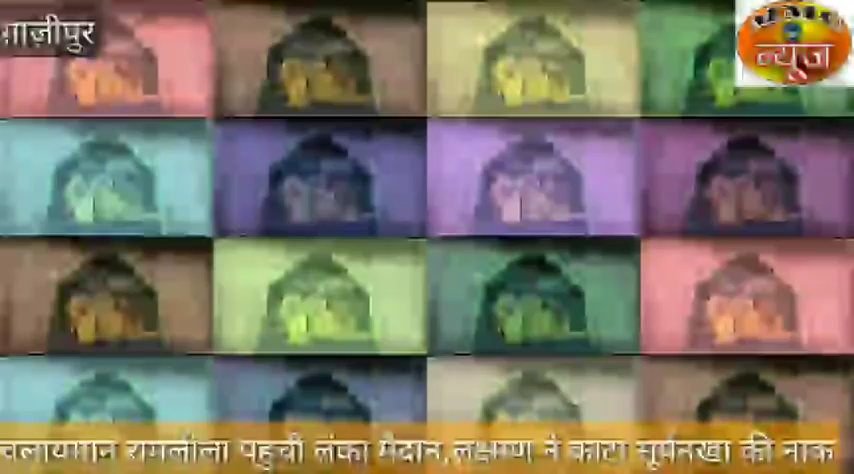 ग़ाज़ीपुर
न्यूज
चलायमान रामलीला पहुची लंका मैदान,लक्ष्मण ने काटा सूर्पनखा की नाक